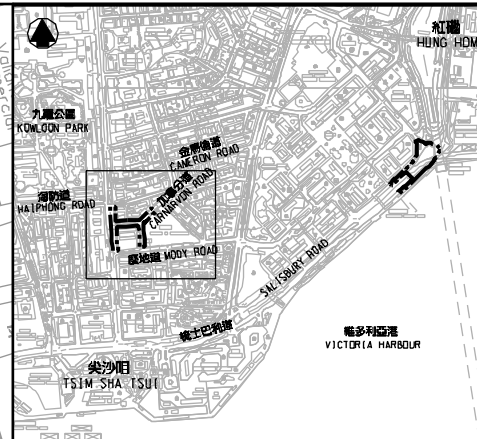 紅磡
HUNG HOM
九龍公園
KOWLOON PARK
金馬倫道
CAMERON ROAD
海防道
HAIPHONG ROAD
加拿分道
CARNARVON ROAD
麼地道 MODY ROAD
SALISBURY ROAD
梳士巴利道
維多利亞港
VICTORIA HARBOUR
尖沙咀
TSIM SHA TSUI